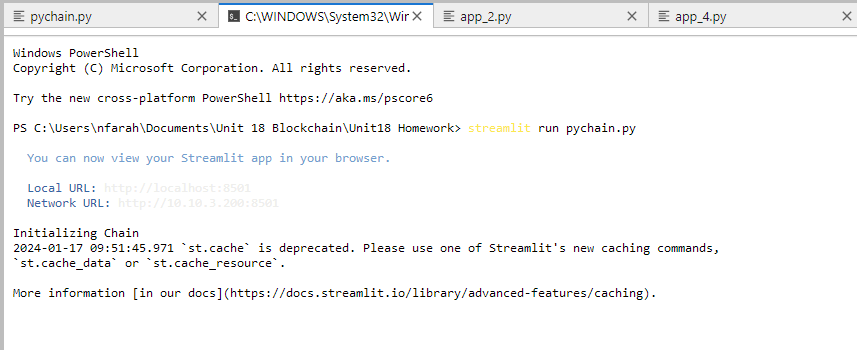 pychain.py
C:\WINDOWS\System32\Wir
app_2.py
app_4.py
Windows PowerShell
Copyright (C) Microsoft Corporation. All rights reserved.
Try the new cross-platform PowerShell https://aka.ms/pscore6
PS C:\Users\nfarah\Documents\Unit 18 Blockchain\Unit18 Homework> streamlit run pychain.py
You can now view your Streamlit app in your browser.
Local URL: http://localhost:8501
Network URL: http://10.10.3.200:8501
Initializing Chain
2024-01-17 09:51:45.971 `st.cache` is deprecated. Please use one of Streamlit's new caching commands,
`st.cache_data` or `st.cache_resource`.
More information [in our docs](https://docs.streamlit.io/library/advanced-features/caching).